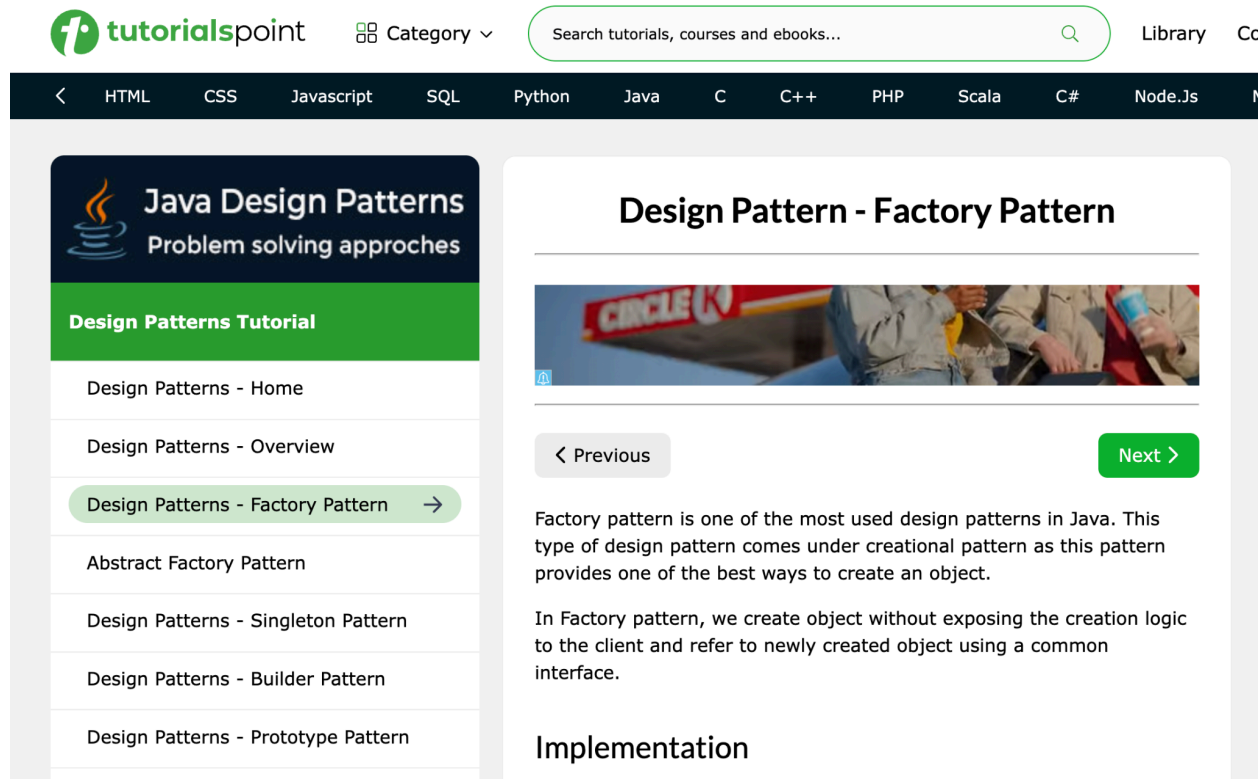 tutorialspoint
Category
Search tutorials, courses and ebooks...
Library
Co
HTML
CSS
Javascript
SQL
Python
Java
C
C++
PHP
Scala
C#
Node.Js
Java Design Patterns
Problem solving approches
Design Patterns Tutorial
Design Patterns - Home
Design Patterns - Overview
Design Patterns - Factory Pattern
Abstract Factory Pattern
Design Patterns - Singleton Pattern
Design Patterns - Builder Pattern
Design Patterns - Prototype Pattern
Design Pattern - Factory Pattern
CIRCLE K
Previous
Next
Factory pattern is one of the most used design patterns in Java. This
type of design pattern comes under creational pattern as this pattern
provides one of the best ways to create an object.
In Factory pattern, we create object without exposing the creation logic
to the client and refer to newly created object using a common
interface.
Implementation